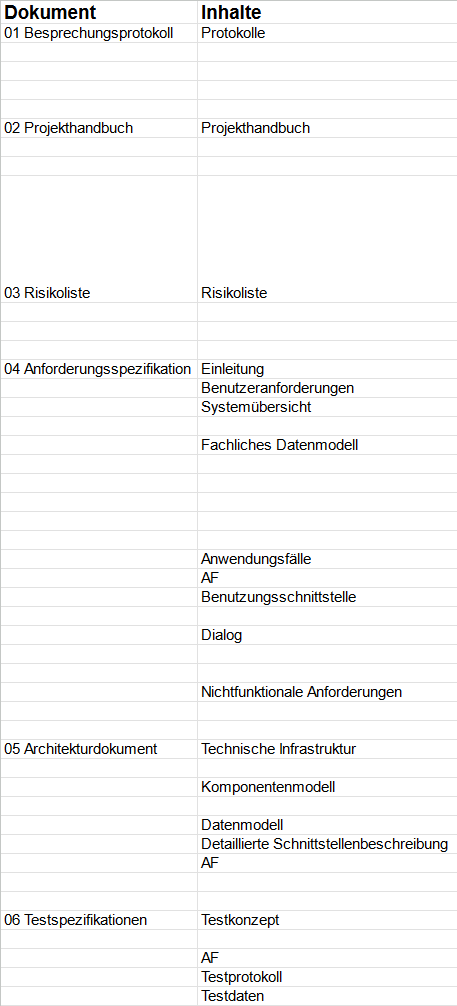 Dokument Inhalte
01 Besprechungsprotokoll Protokolle
02 Projekthandbuch Projekthandbuch
03 Risikoliste Risikoliste
04 Anforderungsspezifikation Einleitung
Benutzeranforderungen
Systemübersicht
Fachliches Datenmodell
Anwendungsfälle
AF
Benutzungsschnittstelle
Dialog
Nichtfunktionale Anforderungen
05 Architekturdokument Technische Infrastruktur
Komponentenmodell
Datenmodell
Detaillierte Schnittstellenbeschreibung
AF
06 Testspezifikationen Testkonzept
AF
Testprotokoll
Testdaten